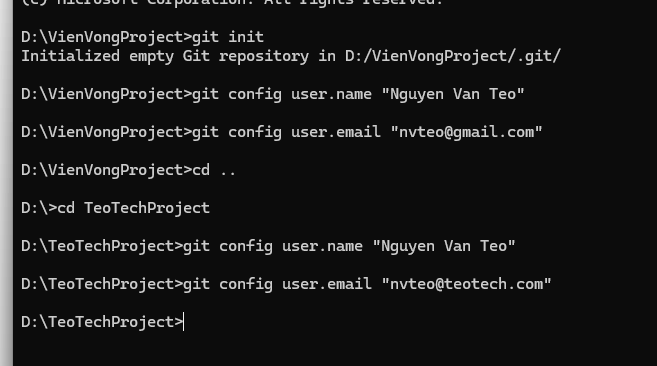 (c) Microsoft Corporation. All rights reserved.
D:\VienVongProject>git init
Initialized empty Git repository in D:/VienVongProject/.git/
D:\VienVongProject>git config user.name "Nguyen Van Teo"
D:\VienVongProject>git config user.email "nvteo@gmail.com"
D:\VienVongProject>cd ..
D:\>cd TeoTechProject
D:\TeoTechProject>git config user.name "Nguyen Van Teo"
D:\TeoTechProject>git config user.email "nvteo@teotech.com"
D:\TeoTechProject>